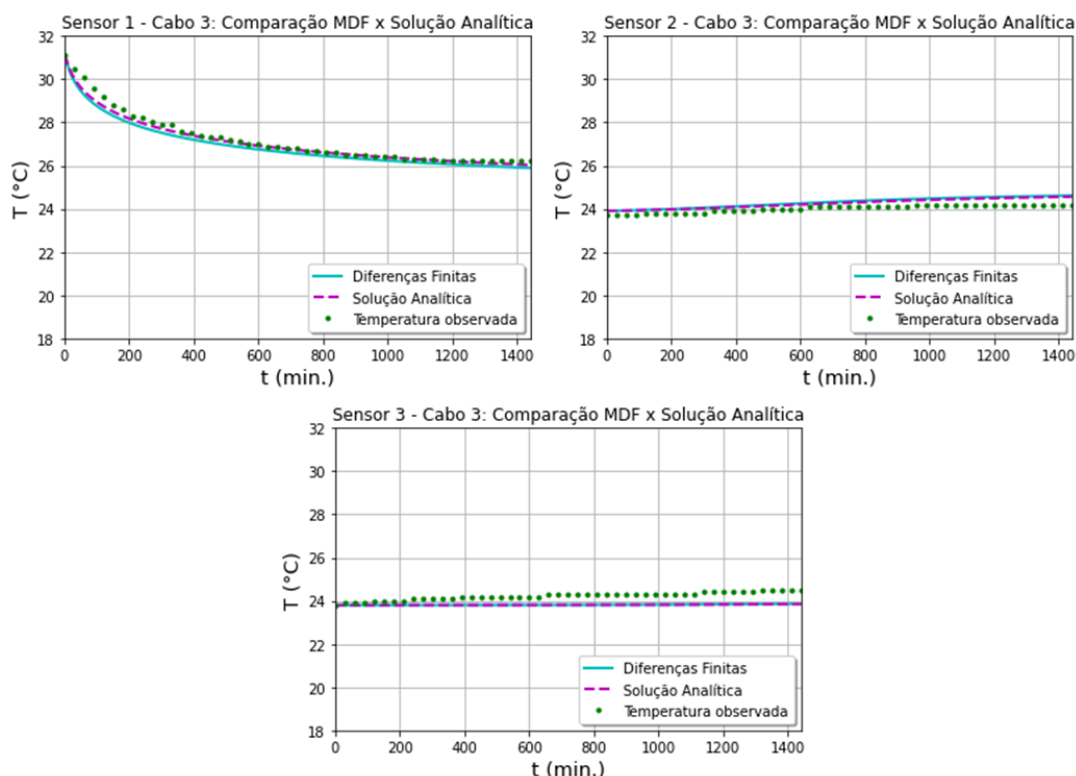 Sensor 1 - Cabo 3: Comparação MDF x Solução Analítica
32
30
28
26
24
22
20
18
T (°C)
0 200 400 600 800 1000 1200 1400
t (min.)
Diferenças Finitas
Solução Analítica
Temperatura observada
Sensor 2 - Cabo 3: Comparação MDF x Solução Analítica
32
30
28
26
24
22
20
18
T (°C)
0 200 400 600 800 1000 1200 1400
t (min.)
Diferenças Finitas
Solução Analítica
Temperatura observada
Sensor 3 - Cabo 3: Comparação MDF x Solução Analítica
32
30
28
26
24
22
20
18
T (°C)
0 200 400 600 800 1000 1200 1400
t (min.)
Diferenças Finitas
Solução Analítica
Temperatura observada